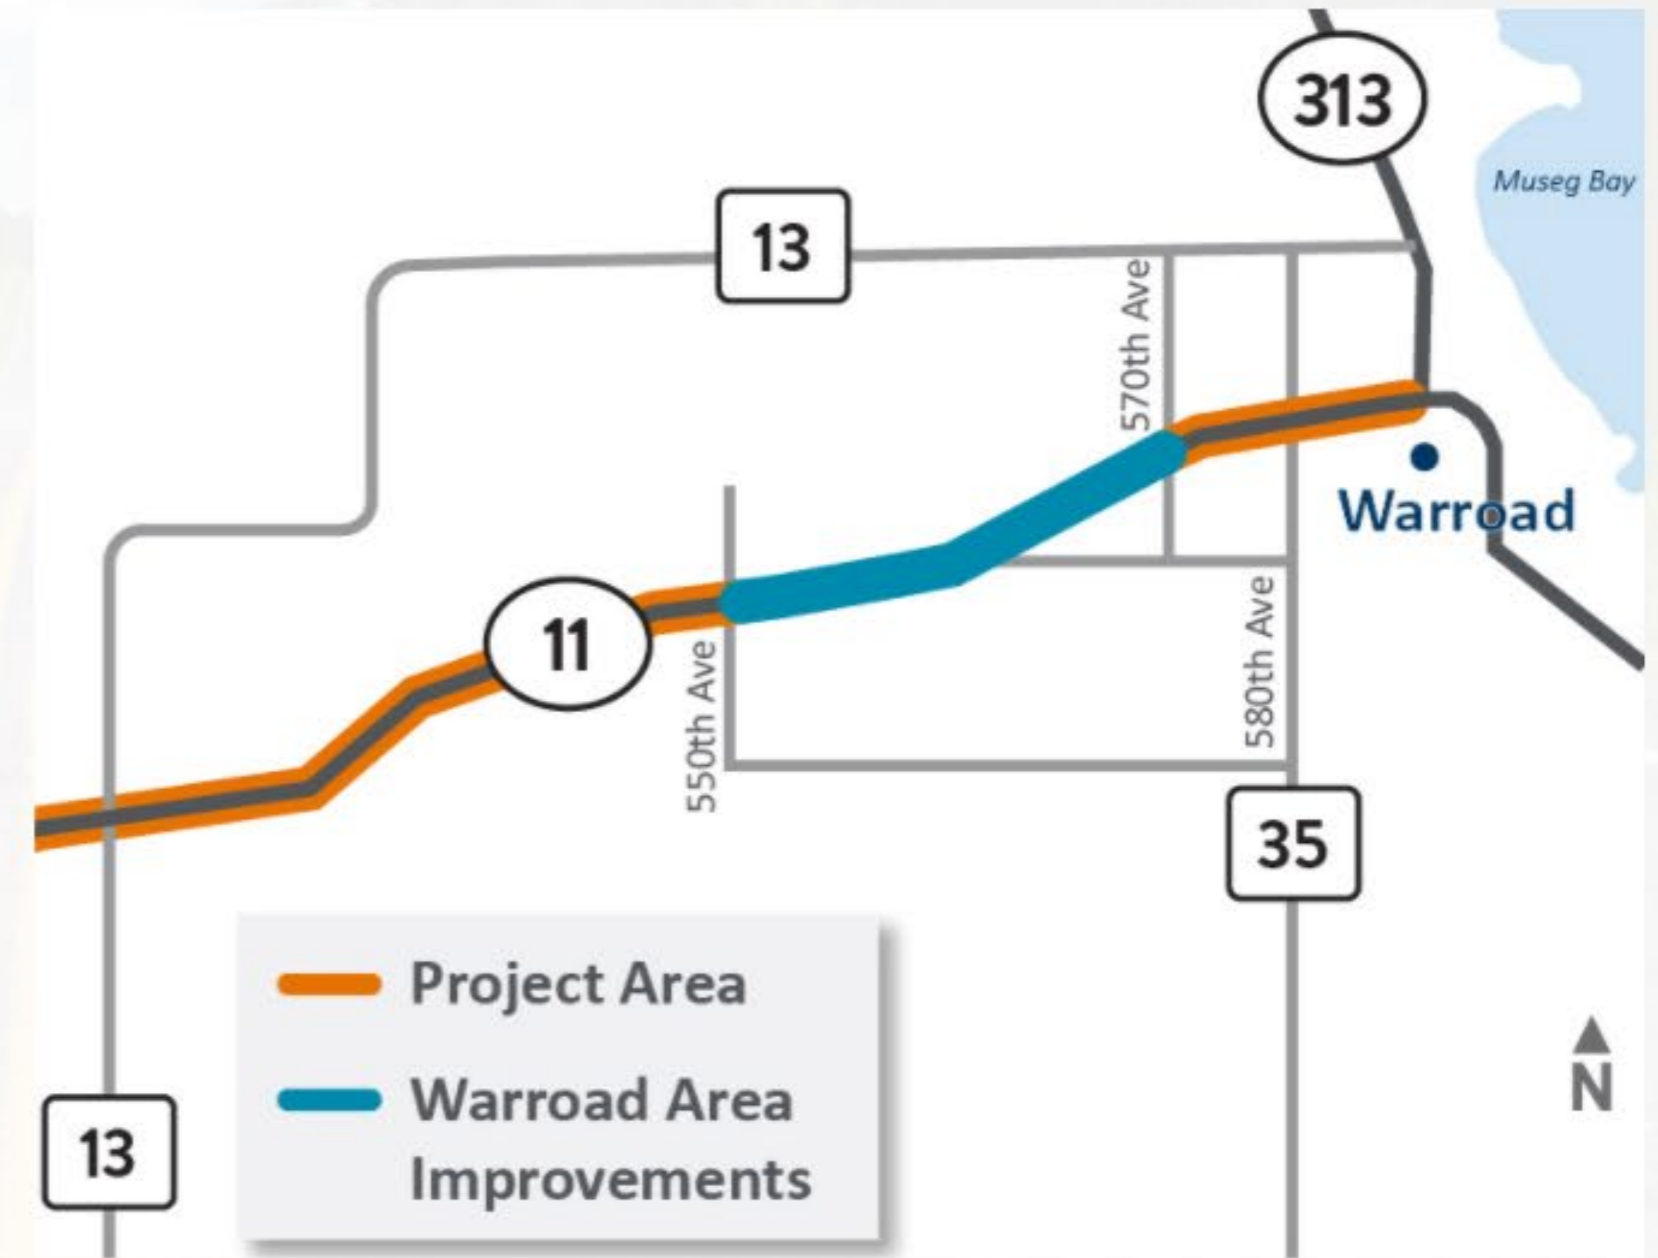 313
Museg Bay
13
570th Ave
Warroad
11
550th Ave
580th Ave
35
Project Area
Warroad Area
Improvements
N
13